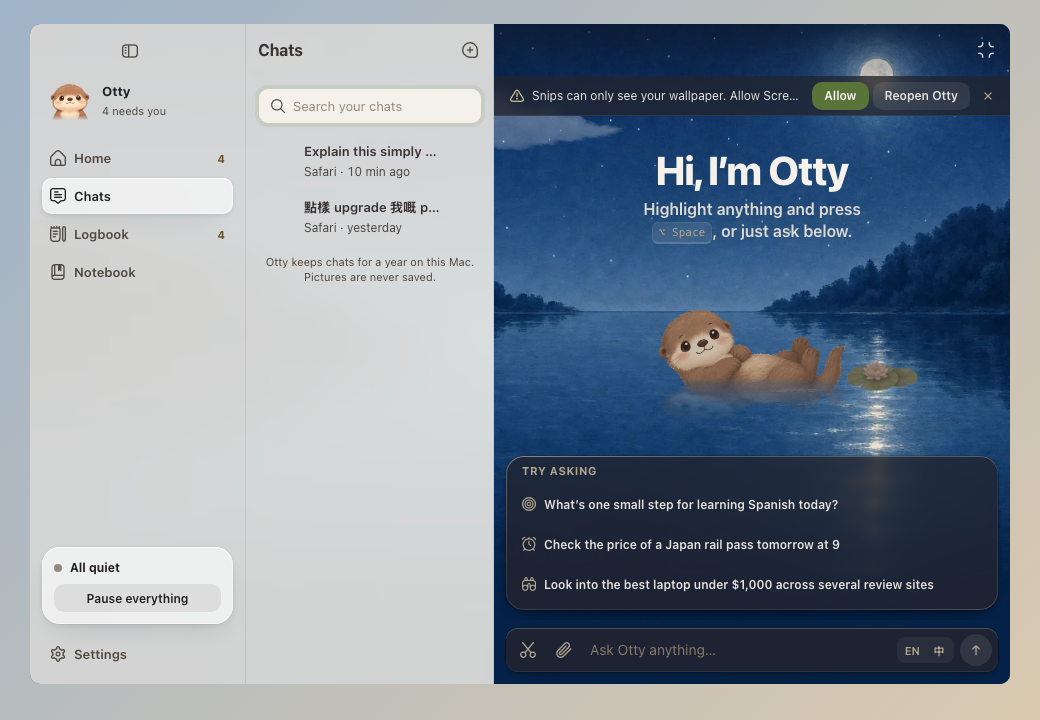 Otty
4 needs you
Home 4
Chats
Logbook 4
Notebook
All quiet
Pause everything
Settings
Chats
Search your chats
Explain this simply ...
Safari · 10 min ago
點樣 upgrade 我嘅 p...
Safari · yesterday
Otty keeps chats for a year on this Mac.
Pictures are never saved.
Snips can only see your wallpaper. Allow Scre... Allow Reopen Otty
Hi, I’m Otty
Highlight anything and press
⌥ Space, or just ask below.
TRY ASKING
What’s one small step for learning Spanish today?
Check the price of a Japan rail pass tomorrow at 9
Look into the best laptop under $1,000 across several review sites
Ask Otty anything... EN 中